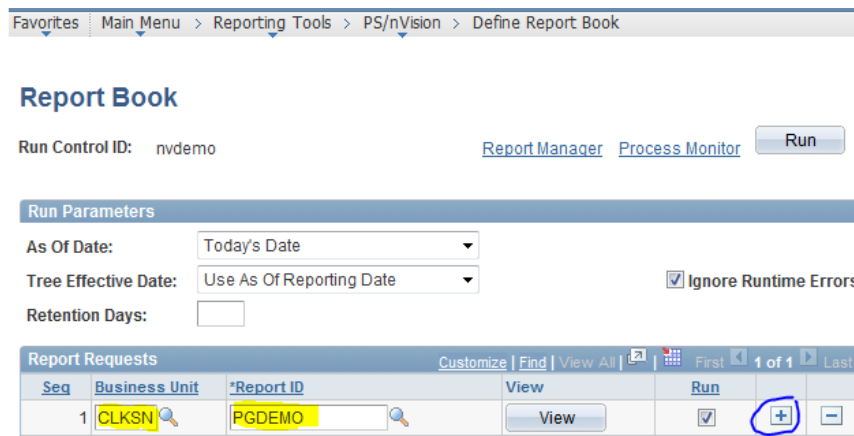 Favorites Main Menu > Reporting Tools > PS/nVision > Define Report Book
Report Book
Run Control ID: nvdemo Report Manager Process Monitor Run
Run Parameters
As Of Date: Today's Date
Tree Effective Date: Use As Of Reporting Date Ignore Runtime Errors
Retention Days:
Report Requests Customize | Find | View All | | First 1 of 1 Last
Seq Business Unit *Report ID View Run
1 CLKSN PGDEMO View